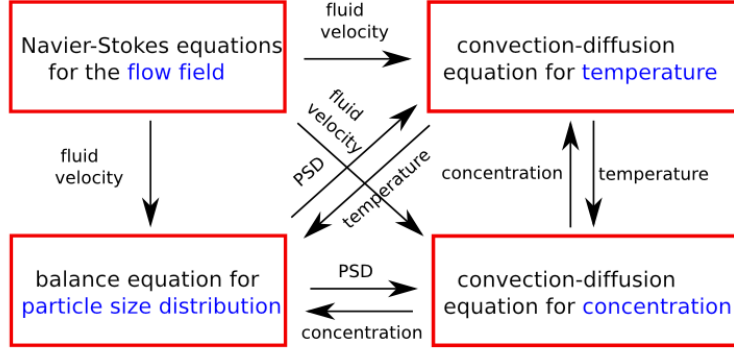 fluid
velocity
Navier-Stokes equations
for the flow field
convection-diffusion
equation for temperature
fluid
velocity
fluid
velocity
PSD
temperature
concentration
temperature
balance equation for
particle size distribution
PSD
concentration
convection-diffusion
equation for concentration